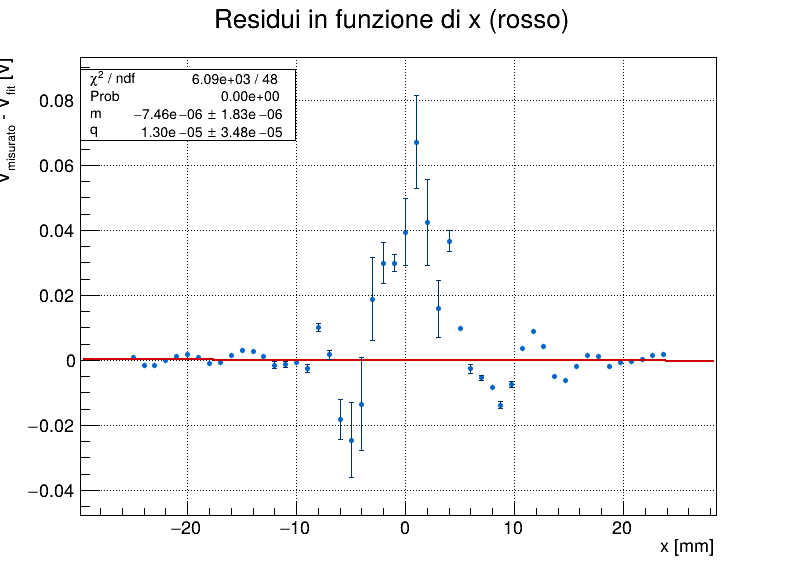 Residui in funzione di x (rosso)
V misurato - V fit [V]
χ² / ndf 6.09e+03 / 48
Prob 0.00e+00
m −7.46e−06 ± 1.83e−06
q 1.30e−05 ± 3.48e−05
0.08
0.06
0.04
0.02
0
−0.02
−0.04
−20 −10 0 10 20
x [mm]